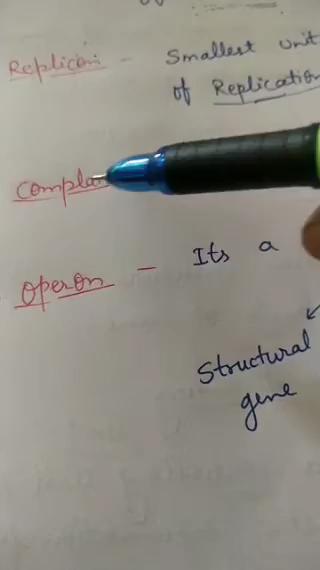 Replicon - Smallest unit
of Replication
operon - Its a
Structural
gene